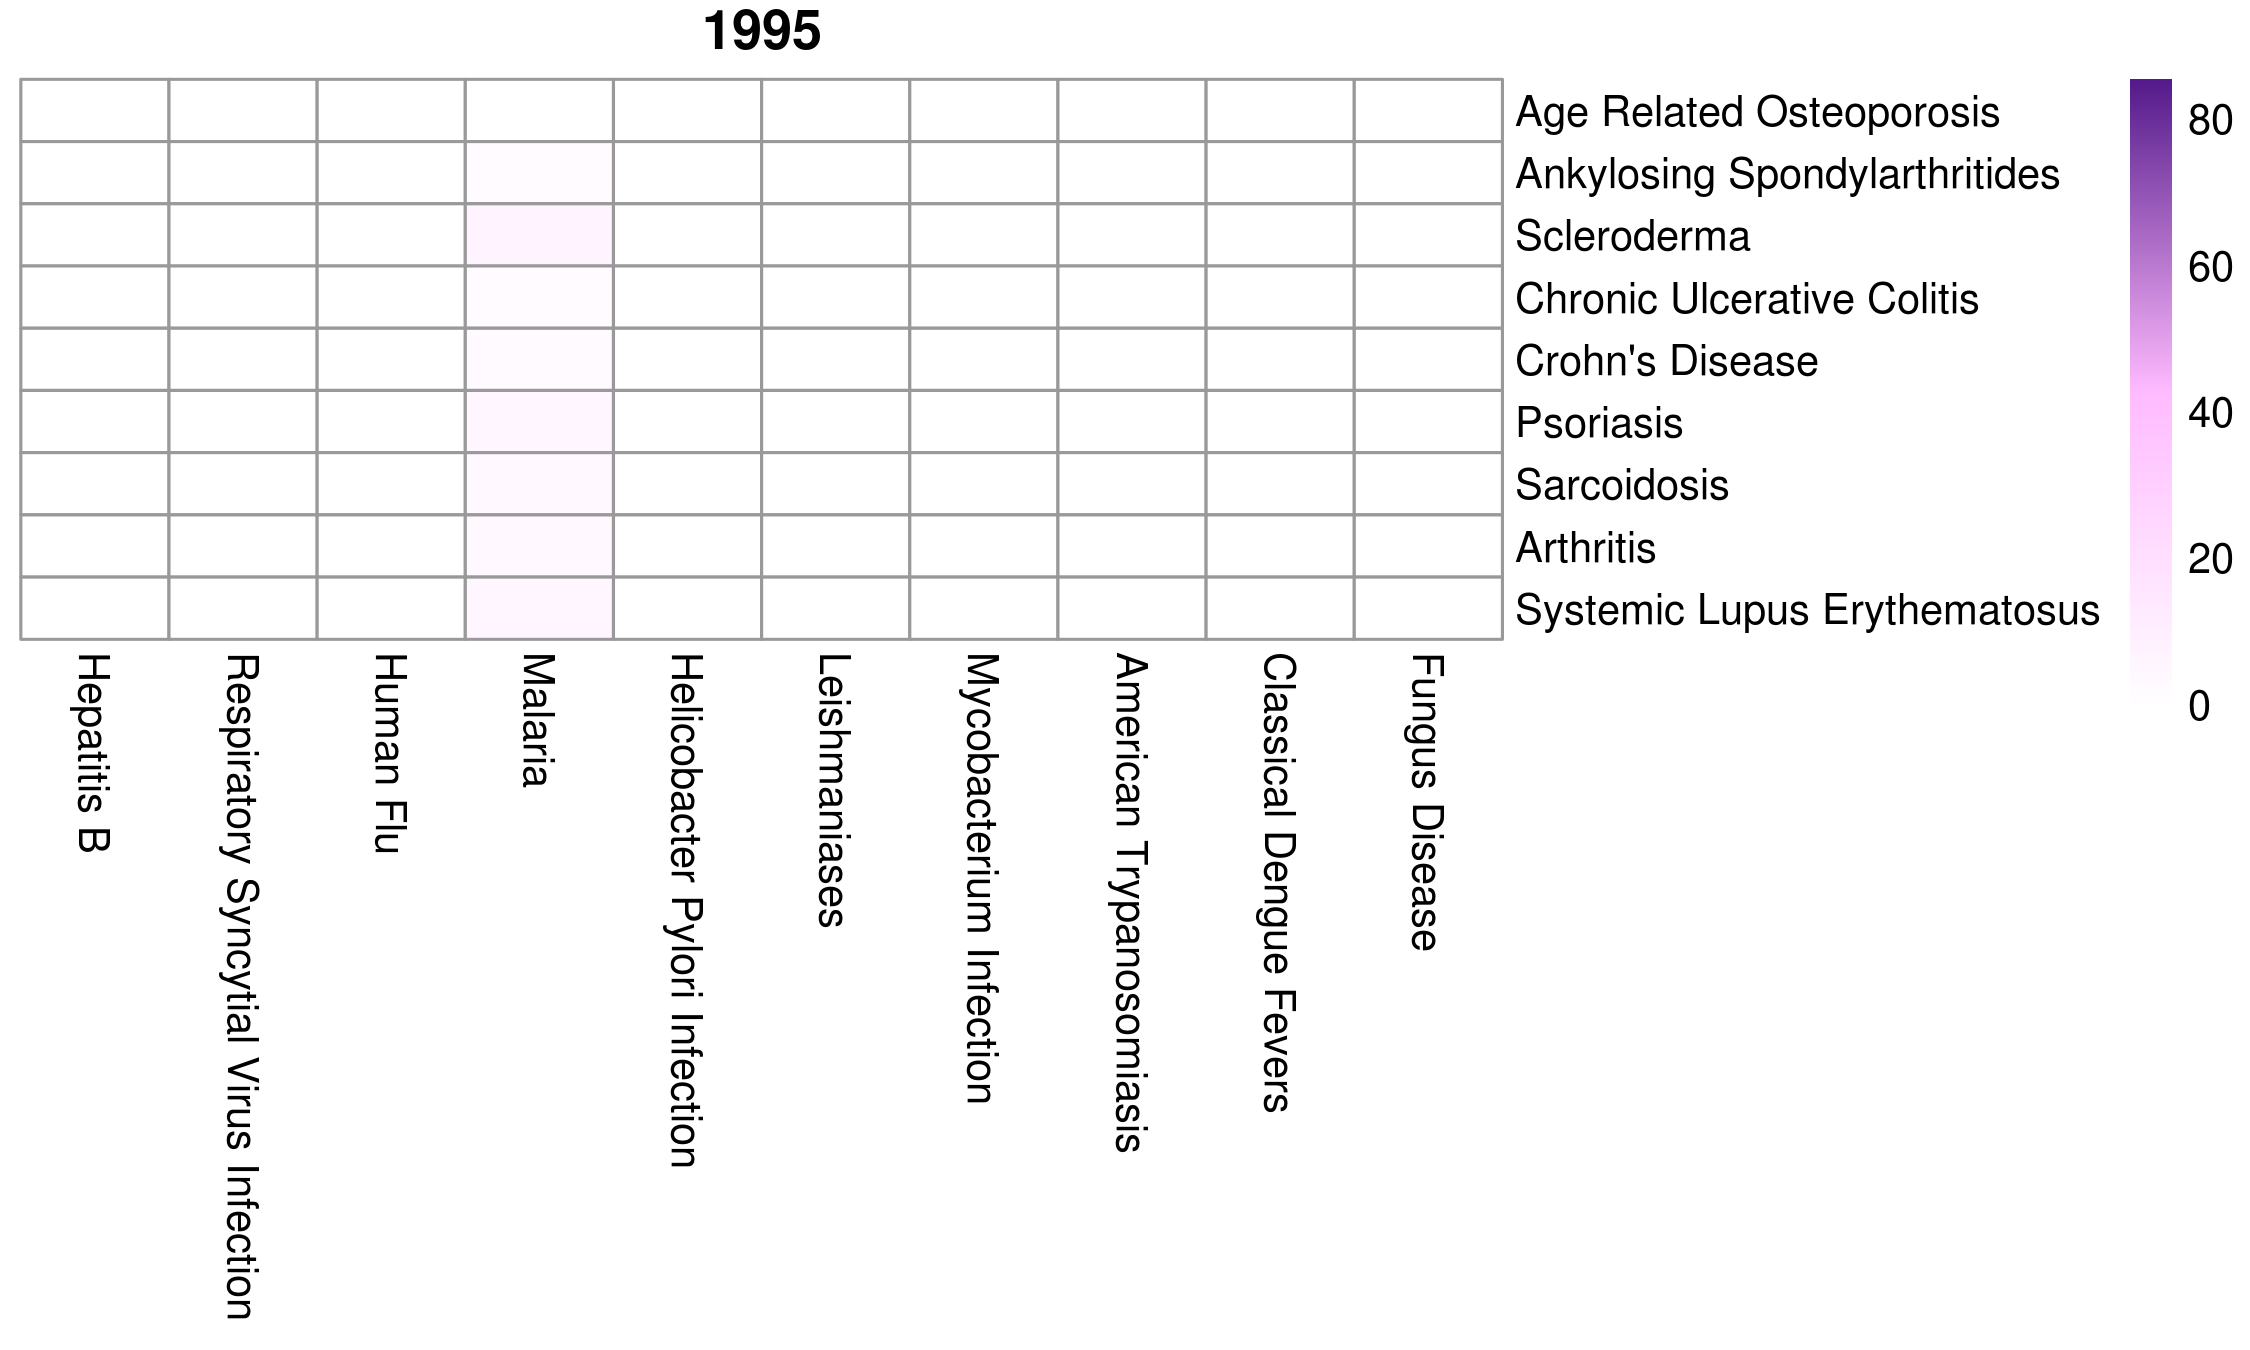 1995
Age Related Osteoporosis
Ankylosing Spondylarthritides
Scleroderma
Chronic Ulcerative Colitis
Crohn's Disease
Psoriasis
Sarcoidosis
Arthritis
Systemic Lupus Erythematosus
80
60
40
20
0
Hepatitis B
Respiratory Syncytial Virus Infection
Human Flu
Malaria
Helicobacter Pylori Infection
Leishmaniases
Mycobacterium Infection
American Trypanosomiasis
Classical Dengue Fevers
Fungus Disease